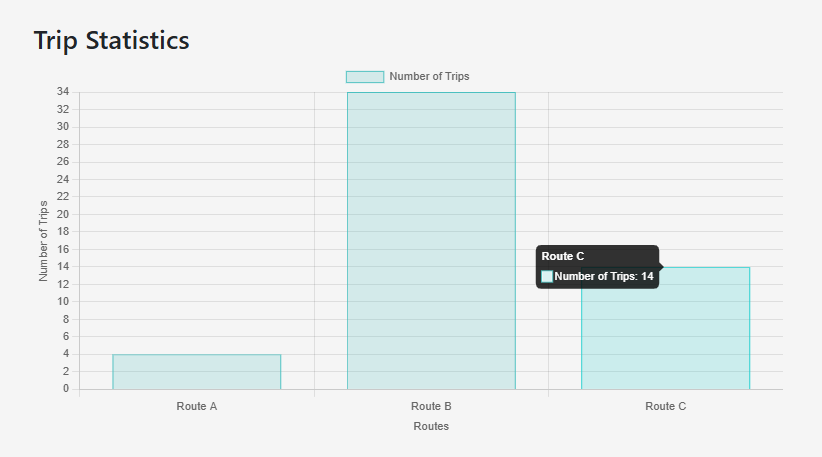 Trip Statistics
Number of Trips
34
32
30
28
26
24
22
20
18
16
14
12
10
8
6
4
2
0
Number of Trips
Route C
Number of Trips: 14
Route A
Route B
Route C
Routes